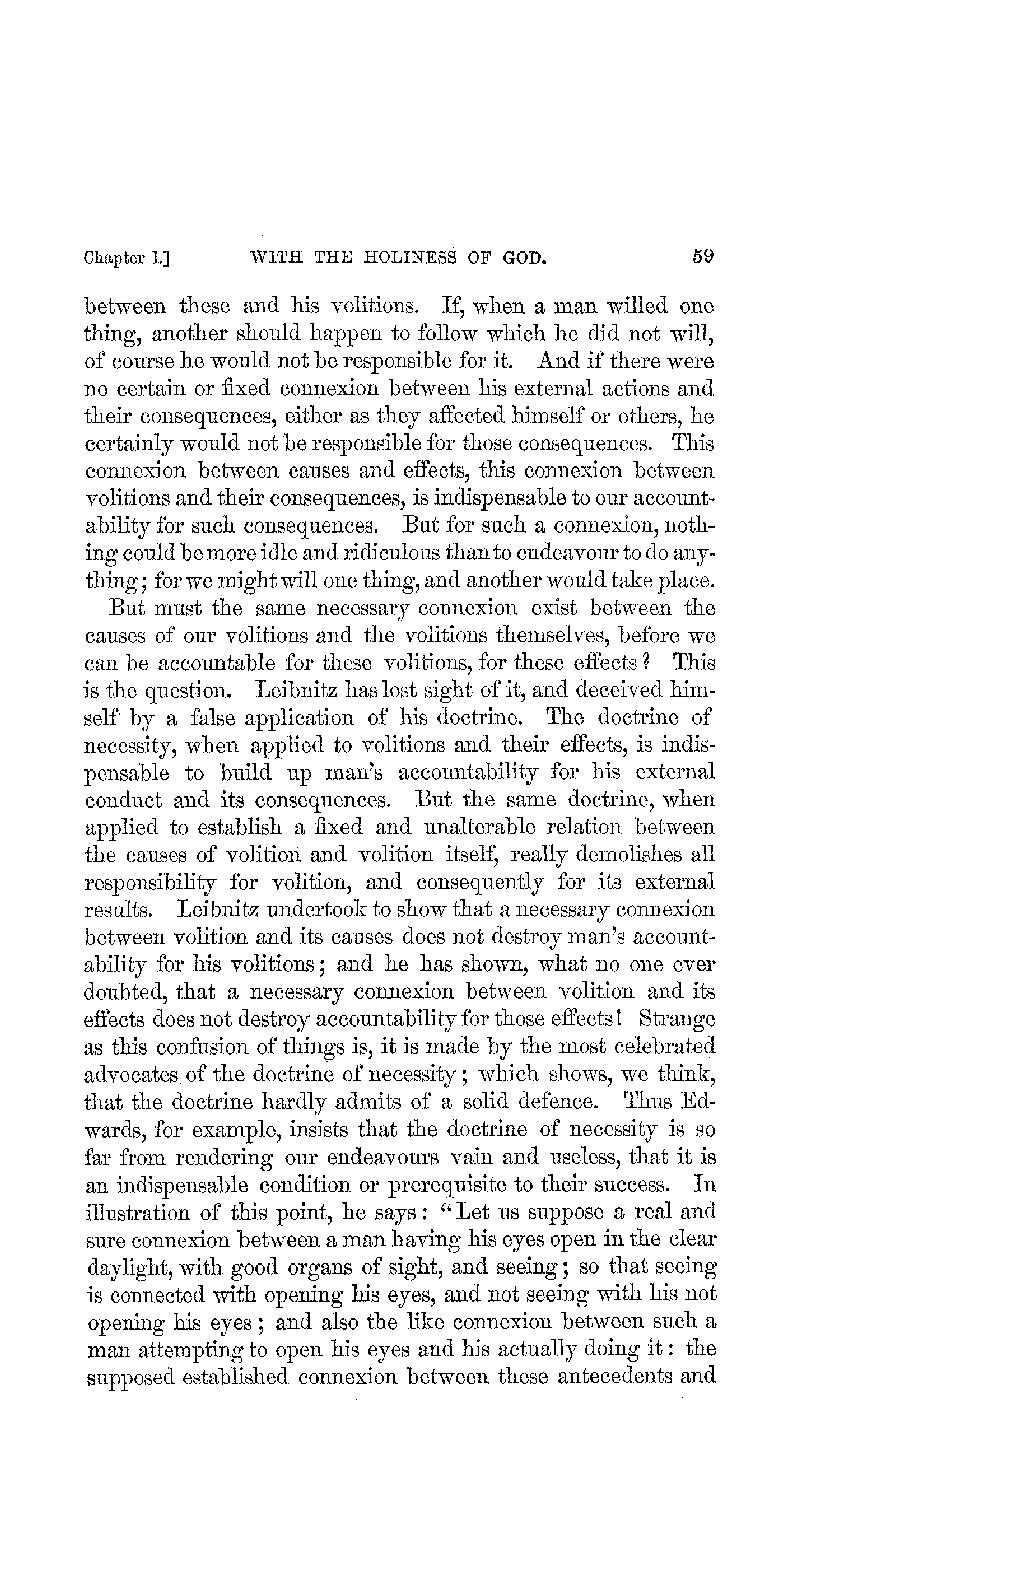 Chapter I.] WITH THE HOLINESS OF GOD. 59
between these and his volitions. If, when a man willed one
thing, another should happen to follow which he did not will,
of course he would not be responsible for it. And if there were
no certain or fixed connexion between his external actions and
their consequences, either as they affected himself or others, he
certainly would not be responsible for those consequences. This
connexion between causes and effects, this connexion between
volitions and their consequences, is indispensable to our account-
ability for such consequences. But for such a connexion, noth-
ing could be more idle and ridiculous than to endeavour to do any-
thing; for we might will one thing, and another would take place.
But must the same necessary connexion exist between the
causes of our volitions and the volitions themselves, before we
can be accountable for these volitions, for these effects? This
is the question. Leibnitz has lost sight of it, and deceived him-
self by a false application of his doctrine. The doctrine of
necessity, when applied to volitions and their effects, is indis-
pensable to build up man's accountability for his external
conduct and its consequences. But the same doctrine, when
applied to establish a fixed and unalterable relation between
the causes of volition and volition itself, really demolishes all
responsibility for volition, and consequently for its external
results. Leibnitz undertook to show that a necessary connexion
between volition and its causes does not destroy man's account-
ability for his volitions; and he has shown, what no one ever
doubted, that a necessary connexion between volition and its
effects does not destroy accountability for those effects! Strange
as this confusion of things is, it is made by the most celebrated
advocates of the doctrine of necessity; which shows, we think,
that the doctrine hardly admits of a solid defence. Thus Ed-
wards, for example, insists that the doctrine of necessity is so
far from rendering our endeavours vain and useless, that it is
an indispensable condition or prerequisite to their success. In
illustration of this point, he says: "Let us suppose a real and
sure connexion between a man having his eyes open in the clear
daylight, with good organs of sight, and seeing; so that seeing
is connected with opening his eyes, and not seeing with his not
opening his eyes; and also the like connexion between such a
man attempting to open his eyes and his actually doing it: the
supposed established connexion between these antecedents and